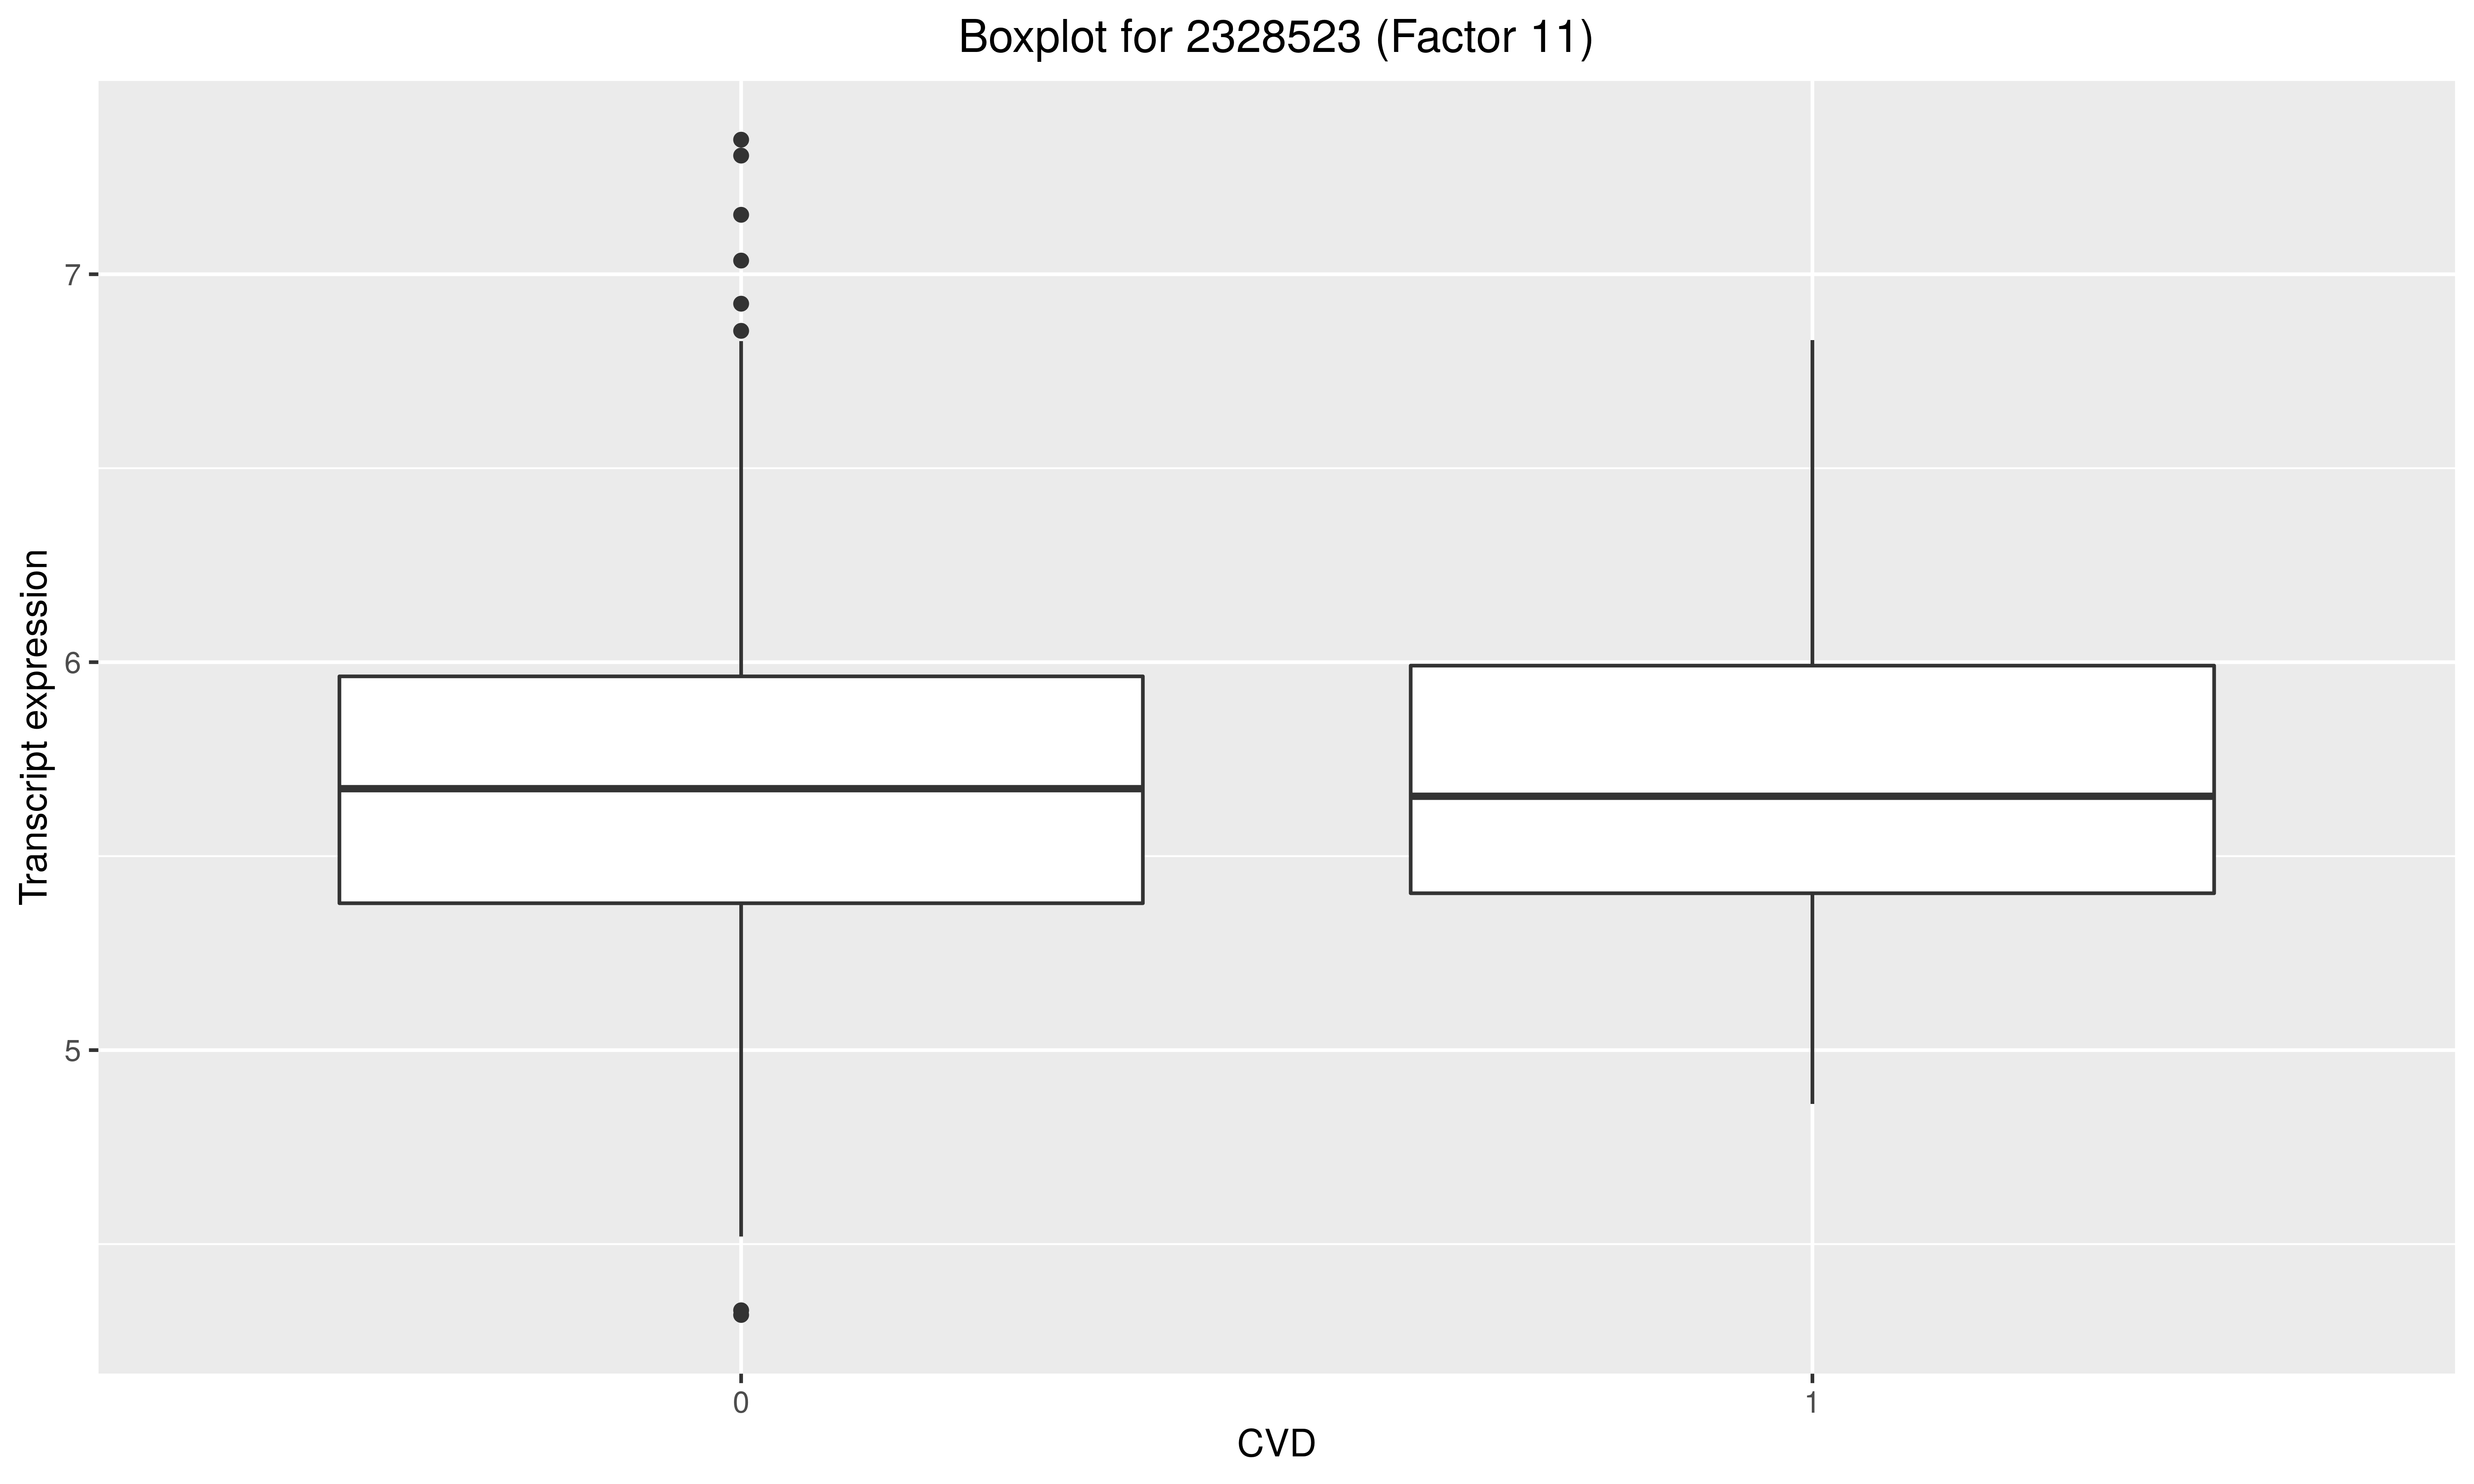 Boxplot for 2328523 (Factor 11)
Transcript expression
7
6
5
0
1
CVD